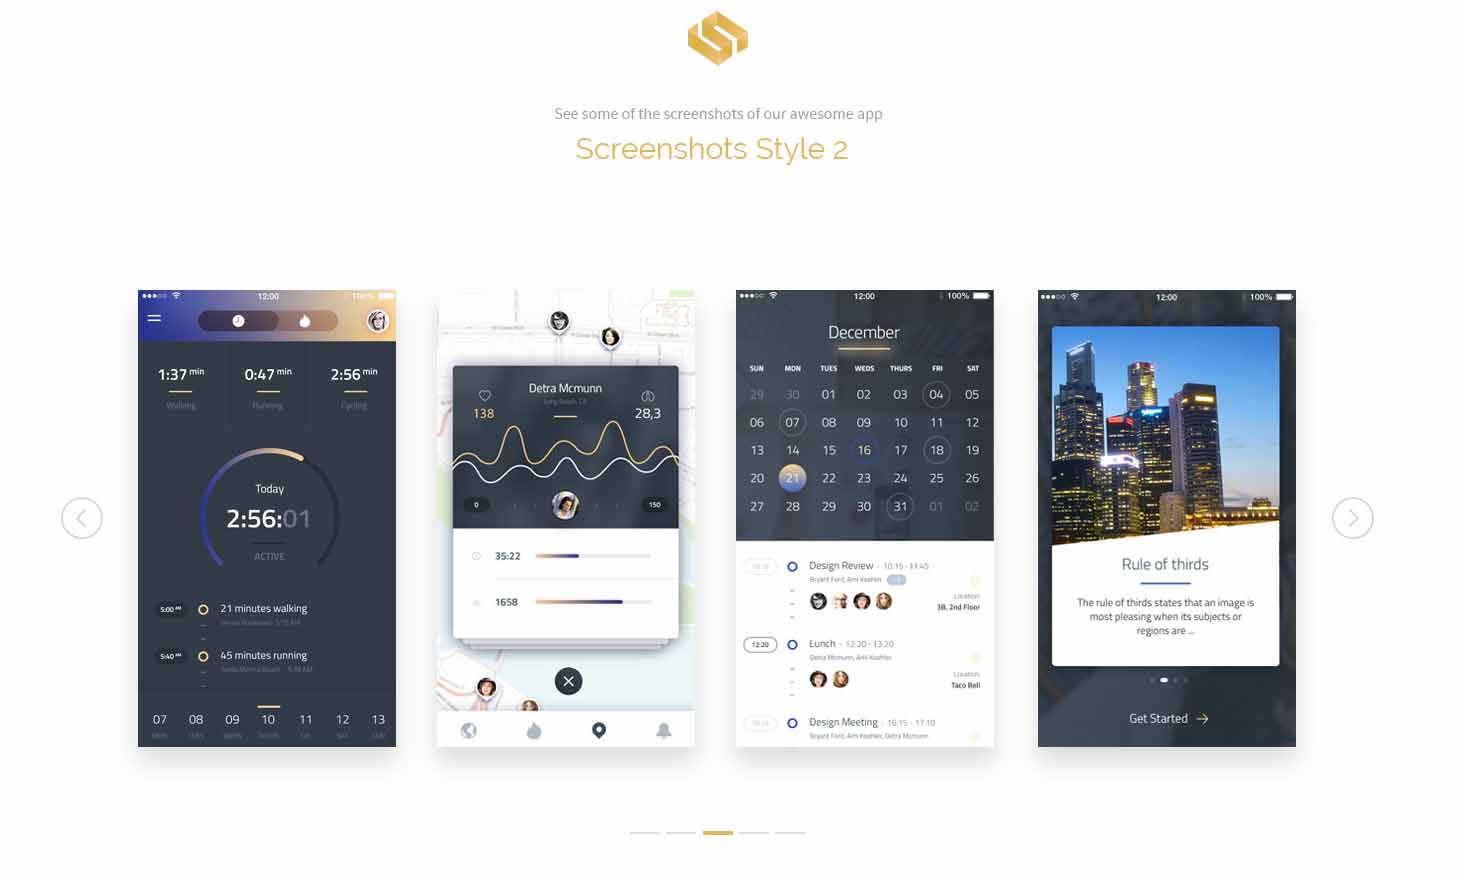 See some of the screenshots of our awesome app
Screenshots Style 2
12:00 100%
1:37 min 0:47 min 2:56 min
Walking Running Cycling
Today
2:56:01
ACTIVE
5:00 AM 21 minutes walking
5:40 AM 45 minutes running
07 08 09 10 11 12 13
Detra Mcmunn
Long Beach, CA
138 28,3
0 150
35:22
1658
12:00 100%
December
SUN MON TUES WEDS THURS FRI SAT
29 30 01 02 03 04 05
06 07 08 09 10 11 12
13 14 15 16 17 18 19
20 21 22 23 24 25 26
27 28 29 30 31 01 02
Design Review - 10:15 - 11:45
Bryant Ford, Ami Koehler
Location:
3B, 2nd Floor
12:20 Lunch - 12:20 - 13:20
Detra Mcmunn, Ami Koehler
Location:
Taco Bell
Design Meeting - 16:15 - 17:10
Bryant Ford, Ami Koehler, Detra Mcmunn
12:00 100%
Rule of thirds
The rule of thirds states that an image is
most pleasing when its subjects or
regions are ...
Get Started